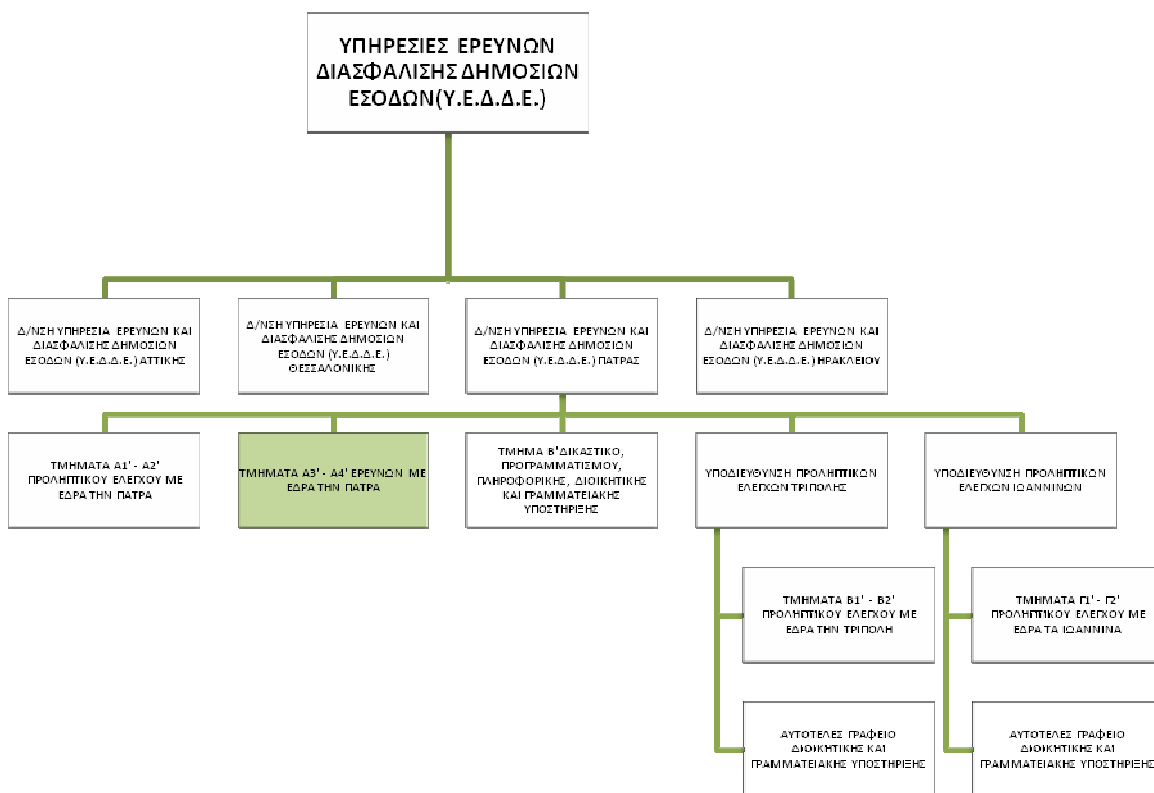 ΥΠΗΡΕΣΙΕΣ ΕΡΕΥΝΩΝ
ΔΙΑΣΦΑΛΙΣΗΣ ΔΗΜΟΣΙΩΝ
ΕΣΟΔΩΝ(Υ.Ε.Δ.Δ.Ε.)
Δ/ΝΣΗ ΥΠΗΡΕΣΙΑ ΕΡΕΥΝΩΝ ΚΑΙ
ΔΙΑΣΦΑΛΙΣΗΣ ΔΗΜΟΣΙΩΝ
ΕΣΟΔΩΝ (Υ.Ε.Δ.Δ.Ε.) ΑΤΤΙΚΗΣ
Δ/ΝΣΗ ΥΠΗΡΕΣΙΑ ΕΡΕΥΝΩΝ ΚΑΙ
ΔΙΑΣΦΑΛΙΣΗΣ ΔΗΜΟΣΙΩΝ
ΕΣΟΔΩΝ (Υ.Ε.Δ.Δ.Ε.)
ΘΕΣΣΑΛΟΝΙΚΗΣ
Δ/ΝΣΗ ΥΠΗΡΕΣΙΑ ΕΡΕΥΝΩΝ ΚΑΙ
ΔΙΑΣΦΑΛΙΣΗΣ ΔΗΜΟΣΙΩΝ
ΕΣΟΔΩΝ (Υ.Ε.Δ.Δ.Ε.) ΠΑΤΡΑΣ
Δ/ΝΣΗ ΥΠΗΡΕΣΙΑ ΕΡΕΥΝΩΝ ΚΑΙ
ΔΙΑΣΦΑΛΙΣΗΣ ΔΗΜΟΣΙΩΝ
ΕΣΟΔΩΝ (Υ.Ε.Δ.Δ.Ε.) ΗΡΑΚΛΕΙΟΥ
ΤΜΗΜΑΤΑ Α1' - Α2'
ΠΡΟΛΗΠΤΙΚΟΥ ΕΛΕΓΧΟΥ ΜΕ
ΕΔΡΑ ΤΗΝ ΠΑΤΡΑ
ΤΜΗΜΑΤΑ Α3' - Α4' ΕΡΕΥΝΩΝ ΜΕ
ΕΔΡΑ ΤΗΝ ΠΑΤΡΑ
ΤΜΗΜΑ Β' ΔΙΚΑΣΤΙΚΟ,
ΠΡΟΓΡΑΜΜΑΤΙΣΜΟΥ,
ΠΛΗΡΟΦΟΡΙΚΗΣ, ΔΙΟΙΚΗΤΙΚΗΣ
ΚΑΙ ΓΡΑΜΜΑΤΕΙΑΚΗΣ
ΥΠΟΣΤΗΡΙΞΗΣ
ΥΠΟΔΙΕΥΘΥΝΣΗ ΠΡΟΛΗΠΤΙΚΩΝ
ΕΛΕΓΧΩΝ ΤΡΙΠΟΛΗΣ
ΥΠΟΔΙΕΥΘΥΝΣΗ ΠΡΟΛΗΠΤΙΚΩΝ
ΕΛΕΓΧΩΝ ΙΩΑΝΝΙΝΩΝ
ΤΜΗΜΑΤΑ Β1' - Β2'
ΠΡΟΛΗΠΤΙΚΟΥ ΕΛΕΓΧΟΥ ΜΕ
ΕΔΡΑ ΤΗΝ ΤΡΙΠΟΛΗ
ΤΜΗΜΑΤΑ Γ1' - Γ2'
ΠΡΟΛΗΠΤΙΚΟΥ ΕΛΕΓΧΟΥ ΜΕ
ΕΔΡΑ ΤΑ ΙΩΑΝΝΙΝΑ
ΑΥΤΟΤΕΛΕΣ ΓΡΑΦΕΙΟ
ΔΙΟΙΚΗΤΙΚΗΣ ΚΑΙ
ΓΡΑΜΜΑΤΕΙΑΚΗΣ ΥΠΟΣΤΗΡΙΞΗΣ
ΑΥΤΟΤΕΛΕΣ ΓΡΑΦΕΙΟ
ΔΙΟΙΚΗΤΙΚΗΣ ΚΑΙ
ΓΡΑΜΜΑΤΕΙΑΚΗΣ ΥΠΟΣΤΗΡΙΞΗΣ